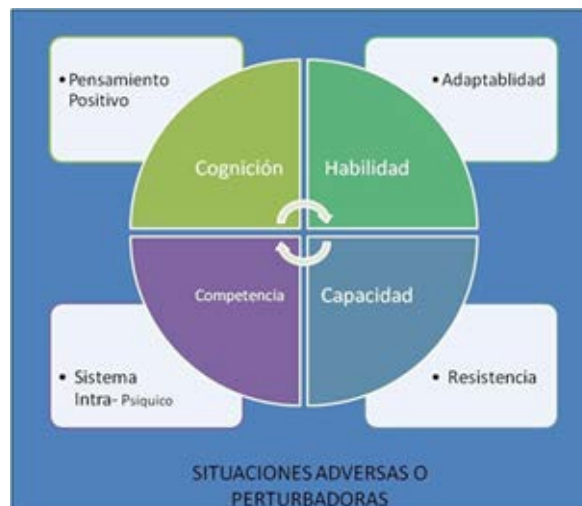 • Pensamiento
Positivo
• Adaptablidad
Cognición
Habilidad
Competencia
Capacidad
• Sistema
Intra- Psiquico
• Resistencia
SITUACIONES ADVERSAS O
PERTURBADORAS